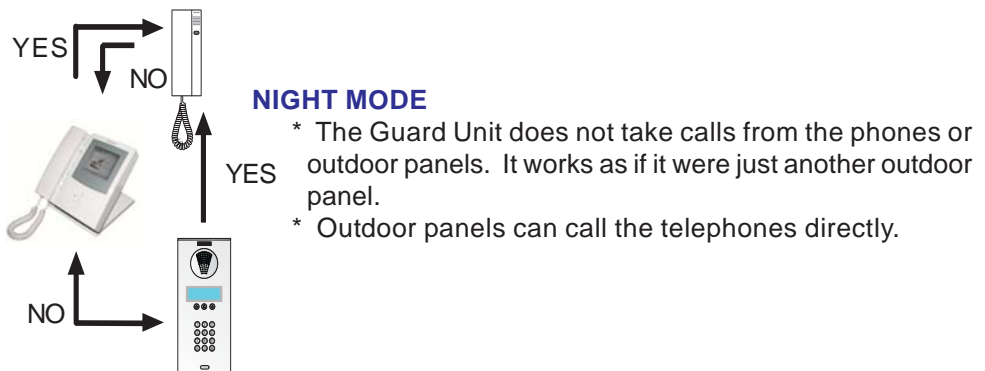 YES
NO
NIGHT MODE
* The Guard Unit does not take calls from the phones or
outdoor panels. It works as if it were just another outdoor
panel.
YES
* Outdoor panels can call the telephones directly.
NO